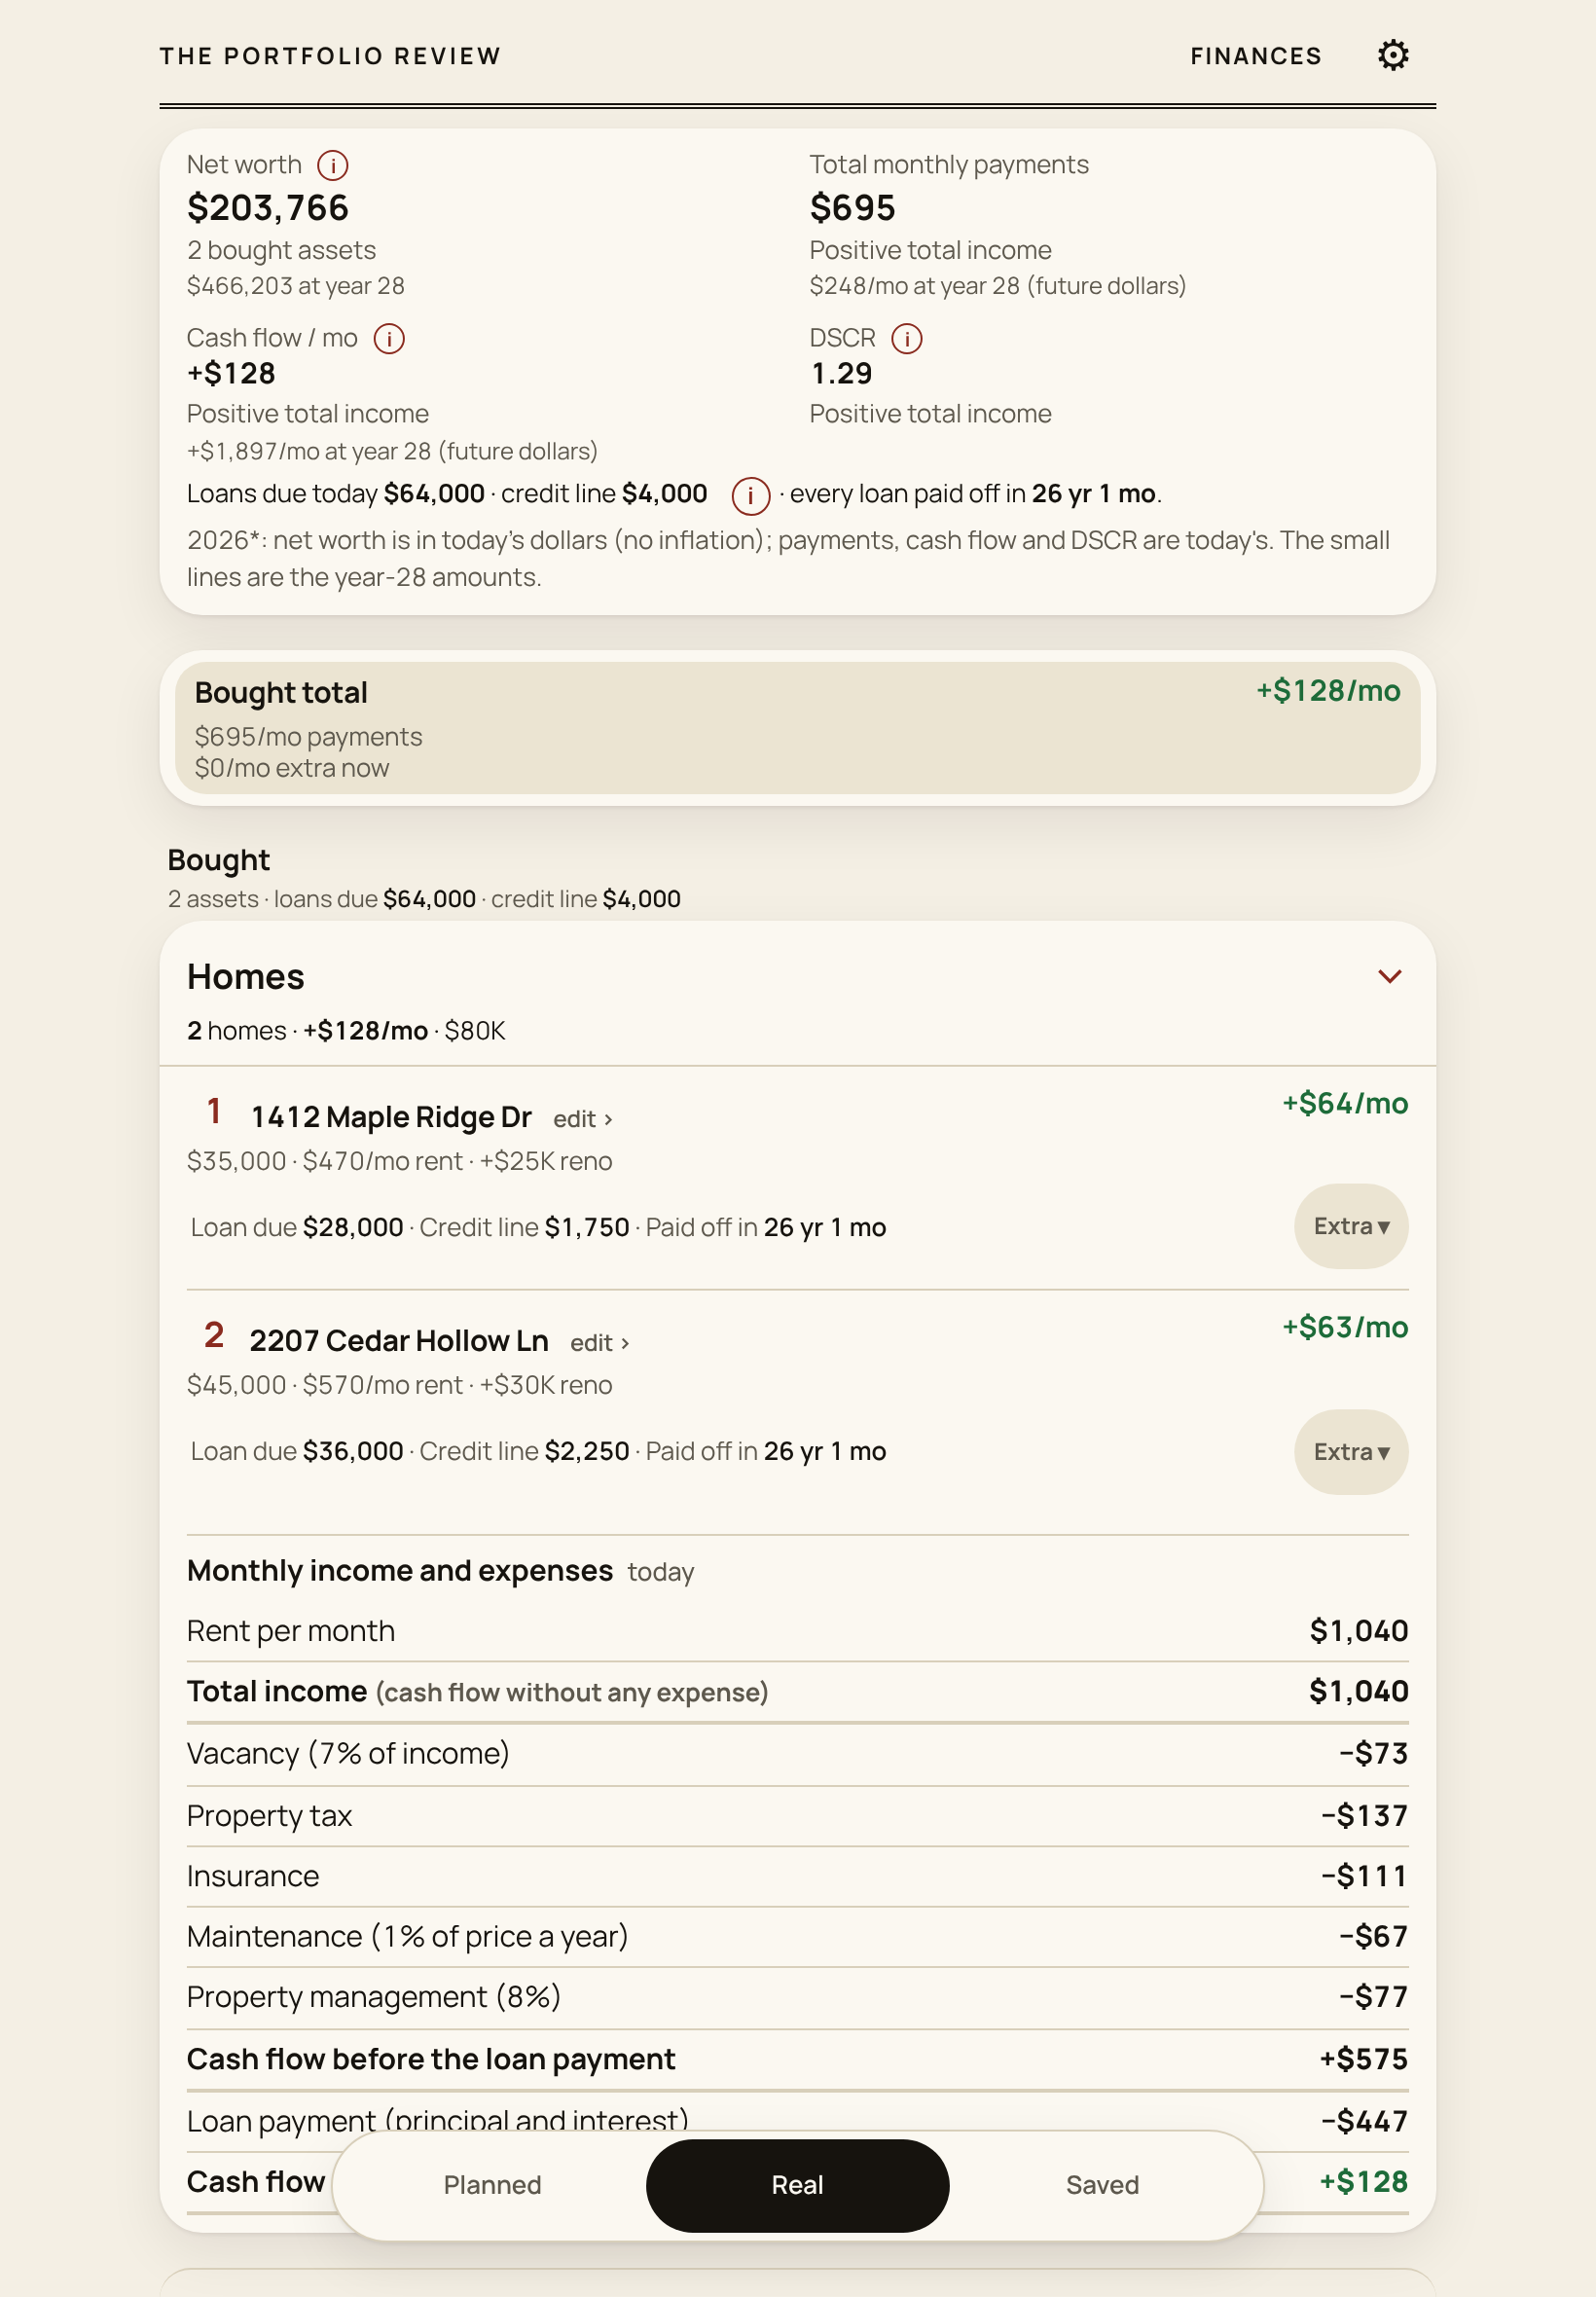 THE PORTFOLIO REVIEW
FINANCES
Net worth i
$203,766
2 bought assets
$466,203 at year 28
Total monthly payments
$695
Positive total income
$248/mo at year 28 (future dollars)
Cash flow / mo i
+$128
Positive total income
+$1,897/mo at year 28 (future dollars)
DSCR i
1.29
Positive total income
Loans due today $64,000 · credit line $4,000 i · every loan paid off in 26 yr 1 mo.
2026*: net worth is in today's dollars (no inflation); payments, cash flow and DSCR are today's. The small
lines are the year-28 amounts.
Bought total +$128/mo
$695/mo payments
$0/mo extra now
Bought
2 assets · loans due $64,000 · credit line $4,000
Homes
2 homes · +$128/mo · $80K
1 1412 Maple Ridge Dr edit › +$64/mo
$35,000 · $470/mo rent · +$25K reno
Loan due $28,000 · Credit line $1,750 · Paid off in 26 yr 1 mo Extra ▾
2 2207 Cedar Hollow Ln edit › +$63/mo
$45,000 · $570/mo rent · +$30K reno
Loan due $36,000 · Credit line $2,250 · Paid off in 26 yr 1 mo Extra ▾
Monthly income and expenses today
Rent per month $1,040
Total income (cash flow without any expense) $1,040
Vacancy (7% of income) −$73
Property tax −$137
Insurance −$111
Maintenance (1% of price a year) −$67
Property management (8%) −$77
Cash flow before the loan payment +$575
Loan payment (principal and interest) −$447
Cash flow +$128
Planned Real Saved